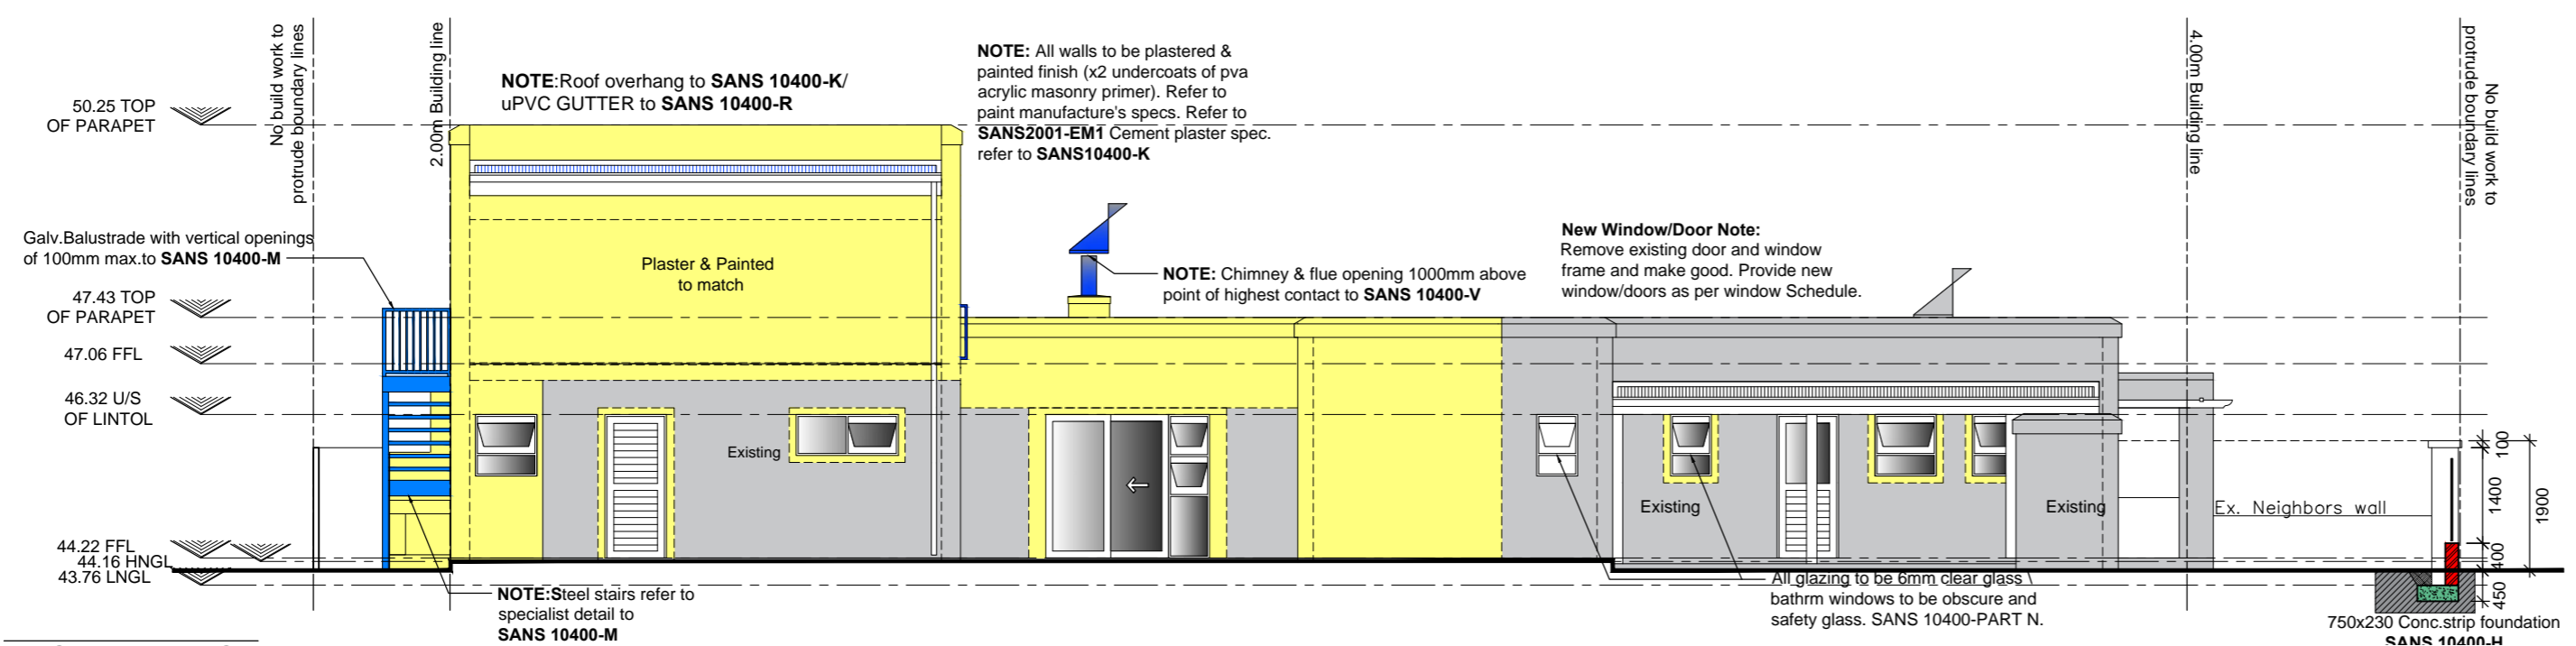 No build work to
protrude boundary lines
2.00m Building line
NOTE:Roof overhang to SANS 10400-K/
uPVC GUTTER to SANS 10400-R
NOTE: All walls to be plastered &
painted finish (x2 undercoats of pva
acrylic masonry primer). Refer to
paint manufacture's specs. Refer to
SANS2001-EM1 Cement plaster spec.
refer to SANS10400-K
4.00m Building line
No build work to
protrude boundary lines
50.25 TOP
OF PARAPET
Galv.Balustrade with vertical openings
of 100mm max.to SANS 10400-M
47.43 TOP
OF PARAPET
47.06 FFL
46.32 U/S
OF LINTOL
44.22 FFL
44.16 HNGL
43.76 LNGL
Plaster & Painted
to match
NOTE: Chimney & flue opening 1000mm above
point of highest contact to SANS 10400-V
New Window/Door Note:
Remove existing door and window
frame and make good. Provide new
window/doors as per window Schedule.
Existing
Existing
Existing
Ex. Neighbors wall
100
1400
400
450
1900
NOTE:Steel stairs refer to
specialist detail to
SANS 10400-M
All glazing to be 6mm clear glass \
bathrm windows to be obscure and
safety glass. SANS 10400-PART N.
750x230 Conc.strip foundation
SANS 10400-H